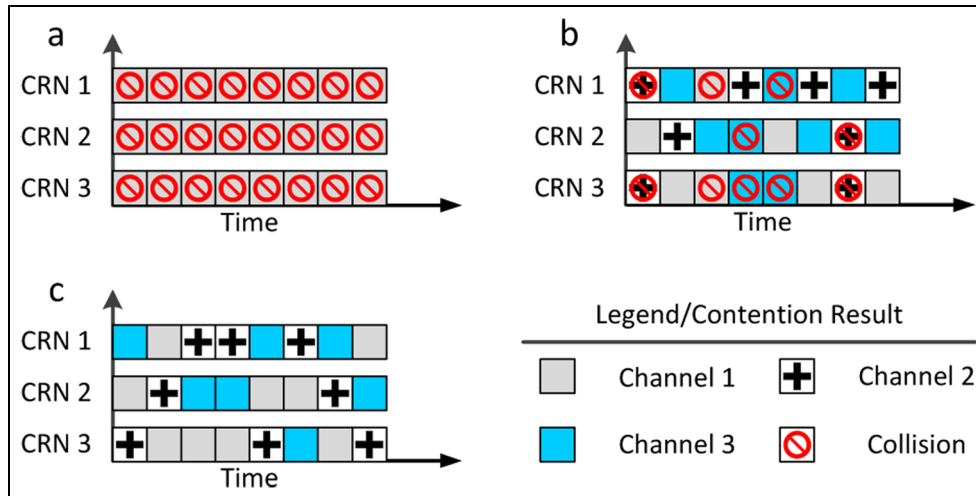 a
CRN 1
CRN 2
CRN 3
Time
b
CRN 1
CRN 2
CRN 3
Time
c
CRN 1
CRN 2
CRN 3
Time
Legend/Contention Result
Channel 1
Channel 2
Channel 3
Collision